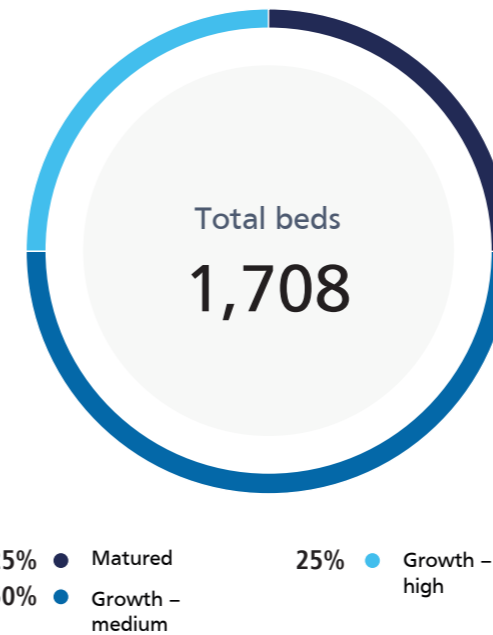 Total beds
1,708
5% Matured
0% Growth –
medium
25% Growth –
high